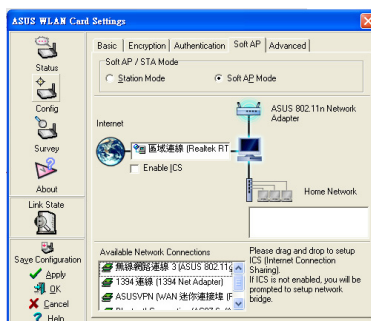 ASUS WLAN Card Settings
Status
Config
Survey
About
Link State
Save Configuration
Apply
OK
Cancel
Help
Basic Encryption Authentication Soft AP Advanced
Soft AP / STA Mode
Station Mode Soft AP Mode
ASUS 802.11n Network Adapter
Internet
區域連線 (Realtek RT
Enable ICS
Home Network
Available Network Connections
無線網路連線 3 (ASUS 802.11g
1394 連線 (1394 Net Adapter)
ASUSVPN (WAN 迷你連接埠 (F
Please drag and drop to setup
ICS (Internet Connection
Sharing).
If ICS is not enabled, you will be
prompted to setup network
bridge.